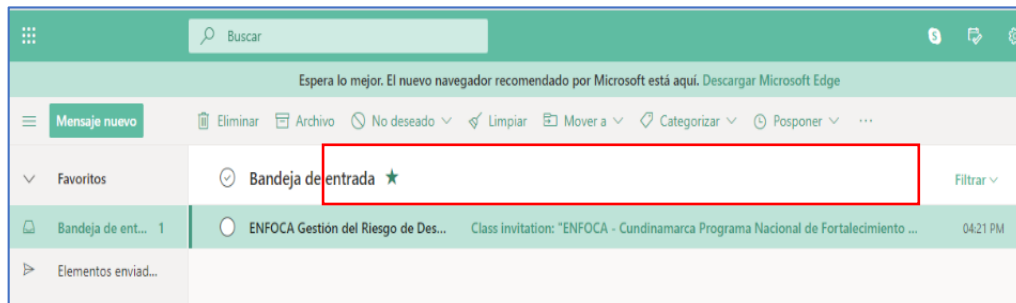 Buscar
Espera lo mejor. El nuevo navegador recomendado por Microsoft está aquí. Descargar Microsoft Edge
Mensaje nuevo Eliminar Archivo No deseado Limpiar Mover a Categorizar Posponer ...
Favoritos Bandeja de entrada Filtrar
Bandeja de ent... 1 ENFOCA Gestión del Riesgo de Des... Class invitation: "ENFOCA - Cundinamarca Programa Nacional de Fortalecimiento ... 04:21 PM
Elementos enviad...